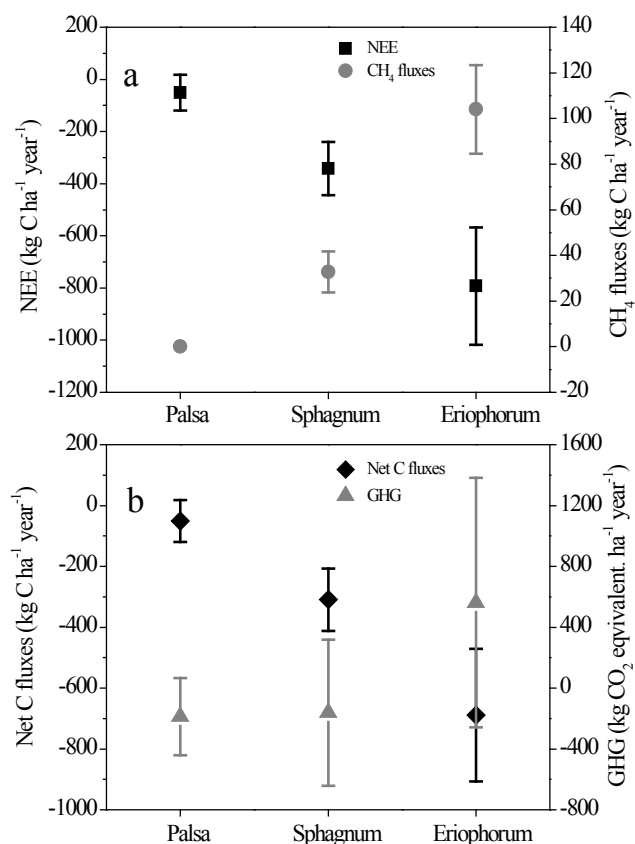 a
NEE
CH4 fluxes
NEE (kg C ha-1 year-1)
200
0
-200
-400
-600
-800
-1000
-1200
CH4 fluxes (kg C ha-1 year-1)
140
120
100
80
60
40
20
0
-20
Palsa Sphagnum Eriophorum
b
Net C fluxes
GHG
Net C fluxes (kg C ha-1 year-1)
200
0
-200
-400
-600
-800
-1000
GHG (kg CO2 eqvivalent. ha-1 year-1)
1600
1200
800
400
0
-400
-800
Palsa Sphagnum Eriophorum